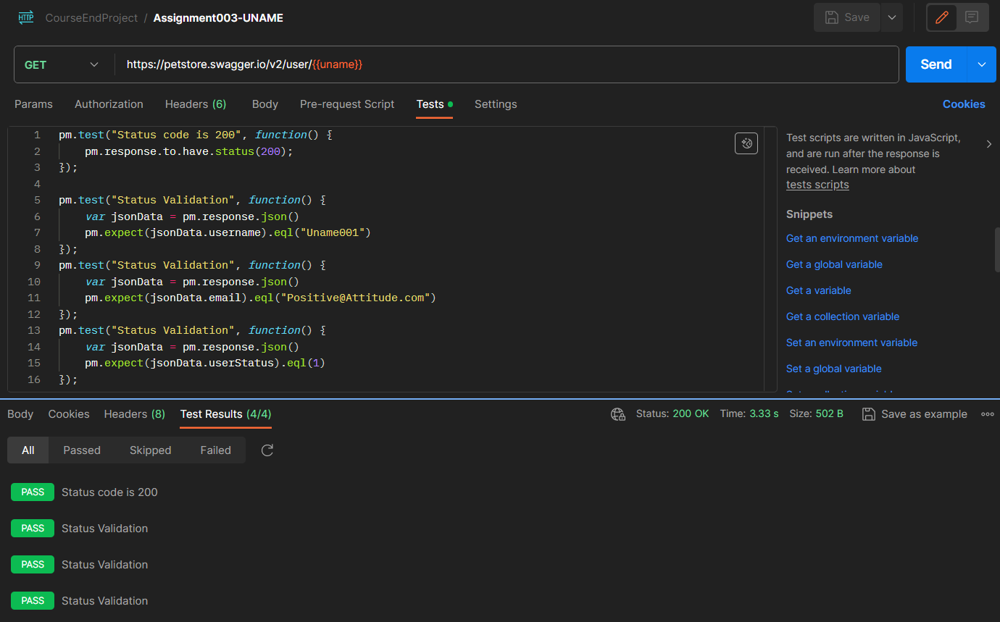 HTTP CourseEndProject / Assignment003-UNAME Save
GET https://petstore.swagger.io/v2/user/{{uname}} Send
Params Authorization Headers (6) Body Pre-request Script Tests Settings Cookies
1 pm.test("Status code is 200", function() {
2 pm.response.to.have.status(200);
3 });
4
5 pm.test("Status Validation", function() {
6 var jsonData = pm.response.json()
7 pm.expect(jsonData.username).eql("Uname001")
8 });
9 pm.test("Status Validation", function() {
10 var jsonData = pm.response.json()
11 pm.expect(jsonData.email).eql("Positive@Attitude.com")
12 });
13 pm.test("Status Validation", function() {
14 var jsonData = pm.response.json()
15 pm.expect(jsonData.userStatus).eql(1)
16 });
Test scripts are written in JavaScript,
and are run after the response is
received. Learn more about
tests scripts
Snippets
Get an environment variable
Get a global variable
Get a variable
Get a collection variable
Set an environment variable
Set a global variable
Body Cookies Headers (8) Test Results (4/4) Status: 200 OK Time: 3.33 s Size: 502 B Save as example
All Passed Skipped Failed
PASS Status code is 200
PASS Status Validation
PASS Status Validation
PASS Status Validation